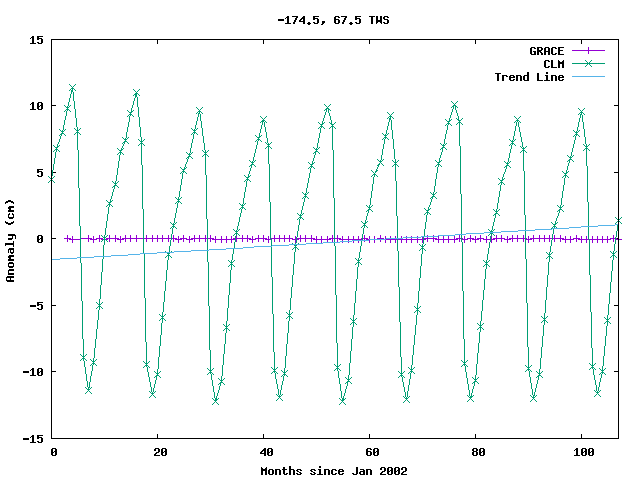 -174.5, 67.5 TWS
15
10
5
0
-5
-10
-15
Anomaly (cm)
GRACE
CLM
Trend Line
0 20 40 60 80 100
Months since Jan 2002